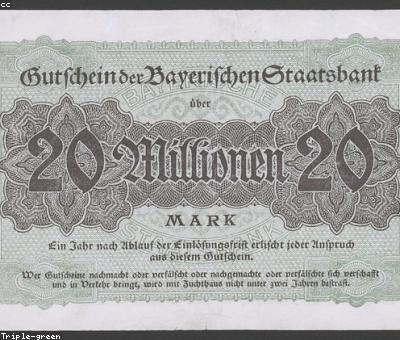 cc
Gutschein der Bayerischen Staatsbank
über
20 Millionen 20
MARK
Ein Jahr nach Ablauf der Einlösungsfrist erlischt jeder Anspruch
aus diesem Gutschein.
Wer Gutscheine nachmacht oder verfälscht oder nachgemachte oder verfälschte sich verschafft
und in Verkehr bringt, wird mit Zuchthaus nicht unter zwei Jahren bestraft.
Triple-green